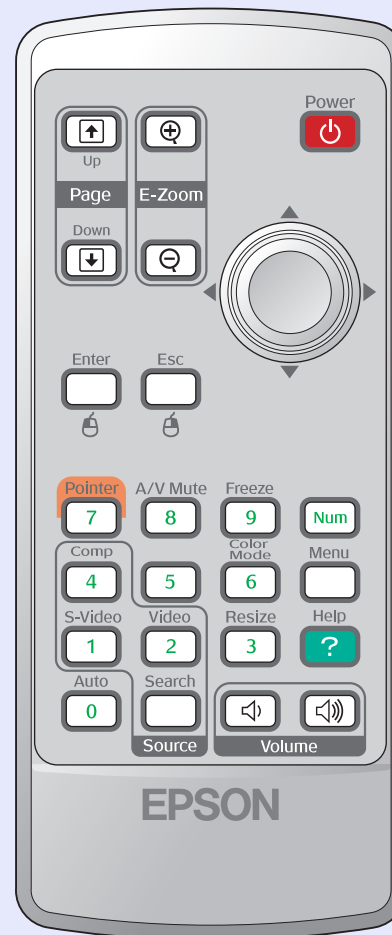 Power
Up
Page E-Zoom
Down
Enter Esc
Pointer A/V Mute Freeze
7 8 9 Num
Comp Color Mode Menu
4 5 6
S-Video Video Resize Help
1 2 3 ?
Auto Search
0
Source Volume
EPSON